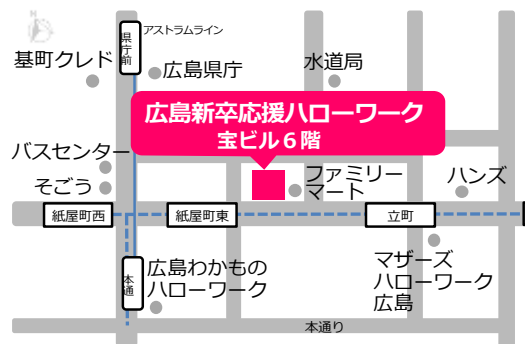 N
アストラムライン
県庁前
基町クレド
広島県庁
水道局
広島新卒応援ハローワーク
宝ビル６階
バスセンター
そごう
ファミリー
マート
ハンズ
紙屋町西
紙屋町東
立町
本通
広島わかもの
ハローワーク
マザーズ
ハローワーク
広島
本通り